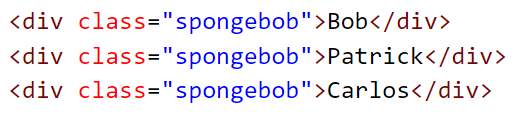 <div class="spongebob">Bob</div>
<div class="spongebob">Patrick</div>
<div class="spongebob">Carlos</div>